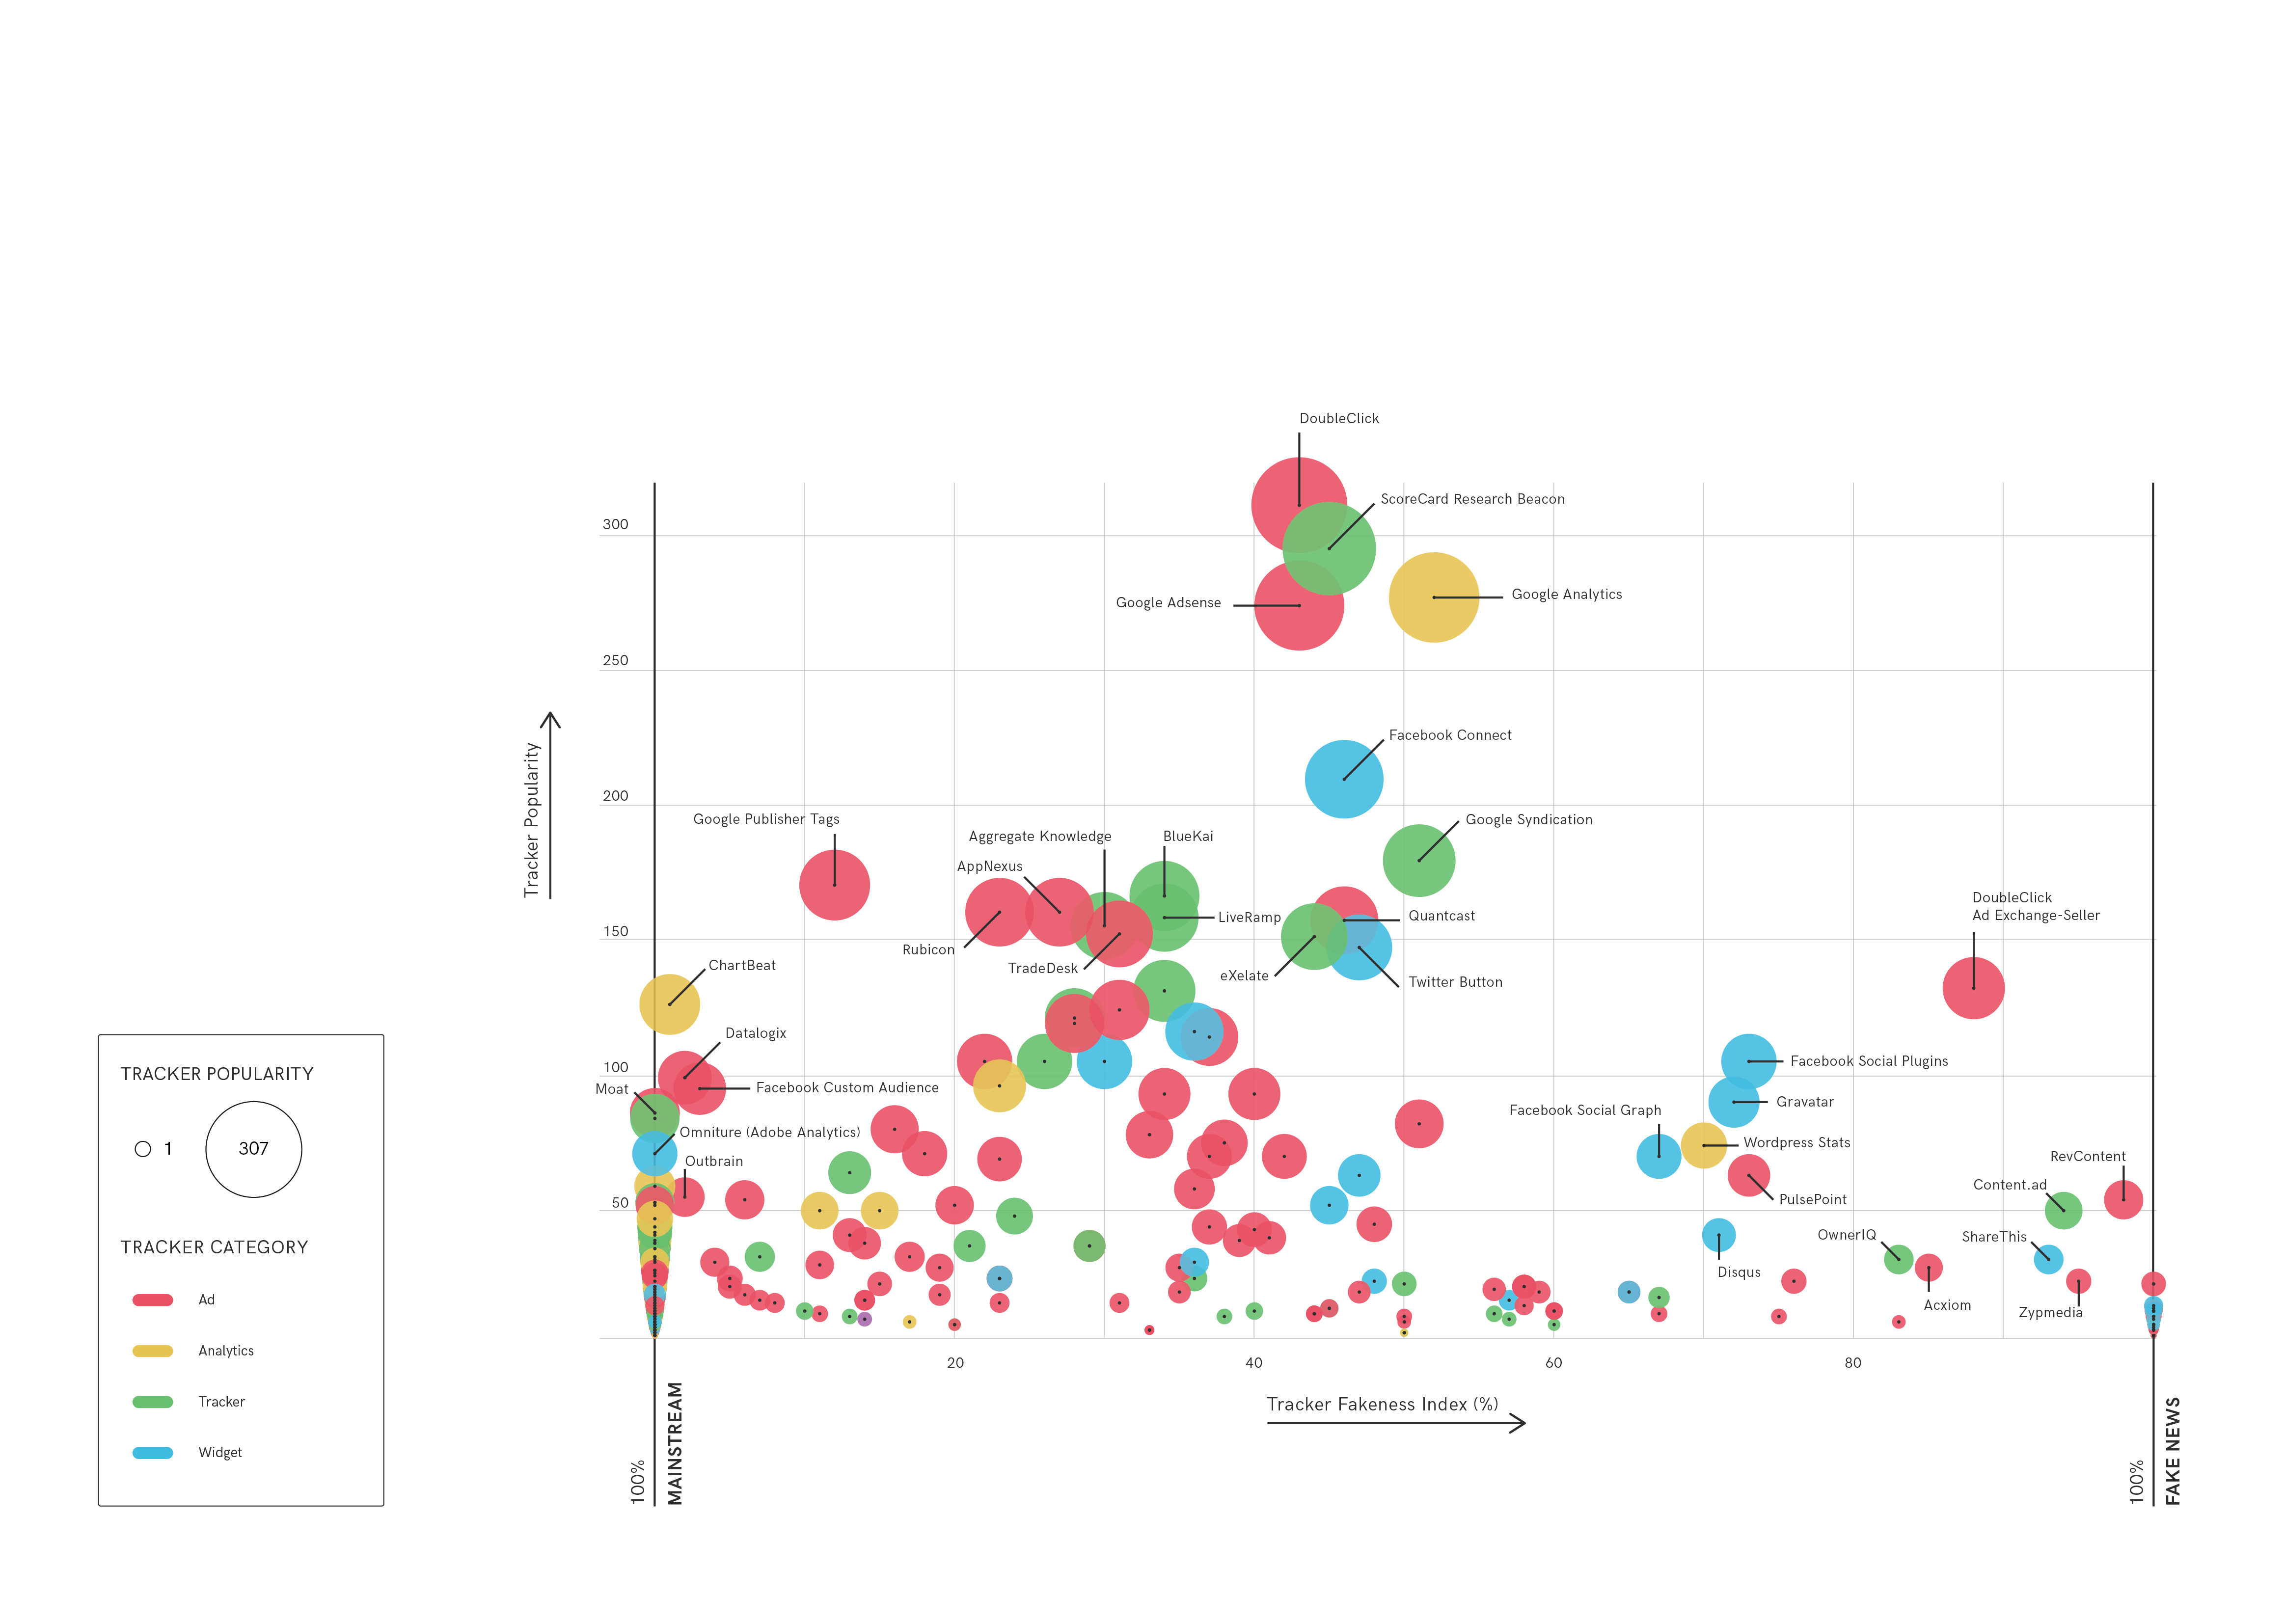 DoubleClick
ScoreCard Research Beacon
300
Google Analytics
Google Adsense
250
Facebook Connect
200
Google Publisher Tags
Google Syndication
Aggregate Knowledge
BlueKai
AppNexus
DoubleClick
Ad Exchange-Seller
LiveRamp
Quantcast
150
Rubicon
TradeDesk
eXelate
Twitter Button
ChartBeat
Datalogix
Facebook Social Plugins
100
Moat
Facebook Custom Audience
Gravatar
Facebook Social Graph
Omniture (Adobe Analytics)
Wordpress Stats
Outbrain
RevContent
Content.ad
PulsePoint
50
OwnerIQ
ShareThis
Disqus
Acxiom
Zypmedia
Tracker Popularity
20
40
60
80
Tracker Fakeness Index (%)
100%
MAINSTREAM
100%
FAKE NEWS
TRACKER POPULARITY
1
307
TRACKER CATEGORY
Ad
Analytics
Tracker
Widget